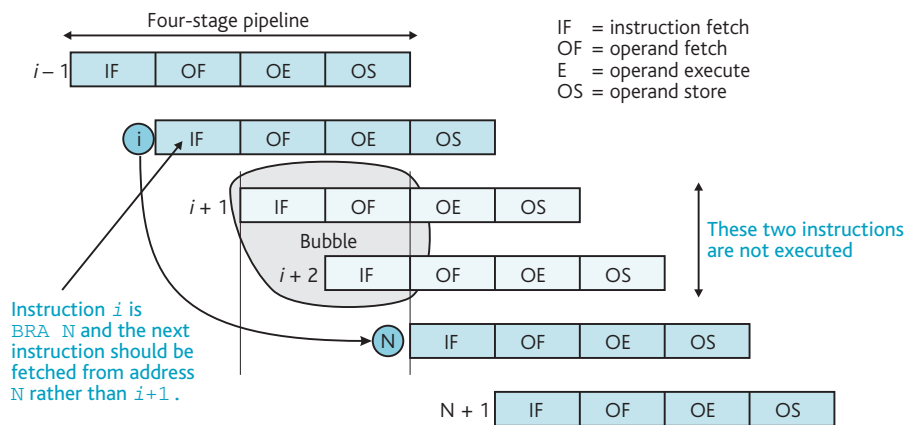 Four-stage pipeline
IF = instruction fetch
OF = operand fetch
E = operand execute
OS = operand store
i – 1 IF OF OE OS
i IF OF OE OS
i + 1 IF OF OE OS
Bubble
i + 2 IF OF OE OS
These two instructions
are not executed
Instruction i is
BRA N and the next
instruction should be
fetched from address
N rather than i+1.
N IF OF OE OS
N + 1 IF OF OE OS